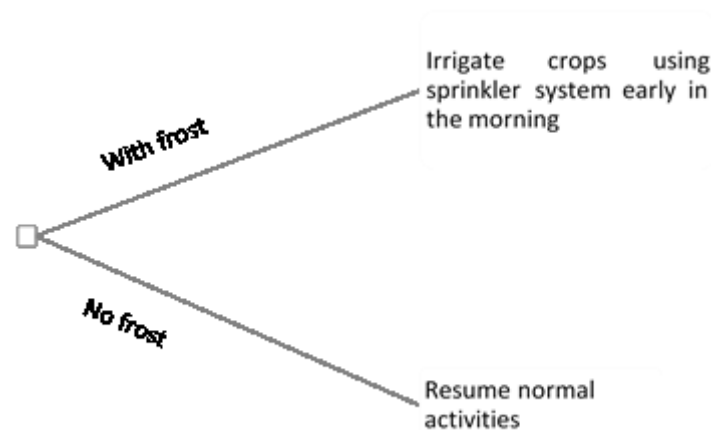 Irrigate crops using
sprinkler system early in
the morning
With frost
No frost
Resume normal
activities